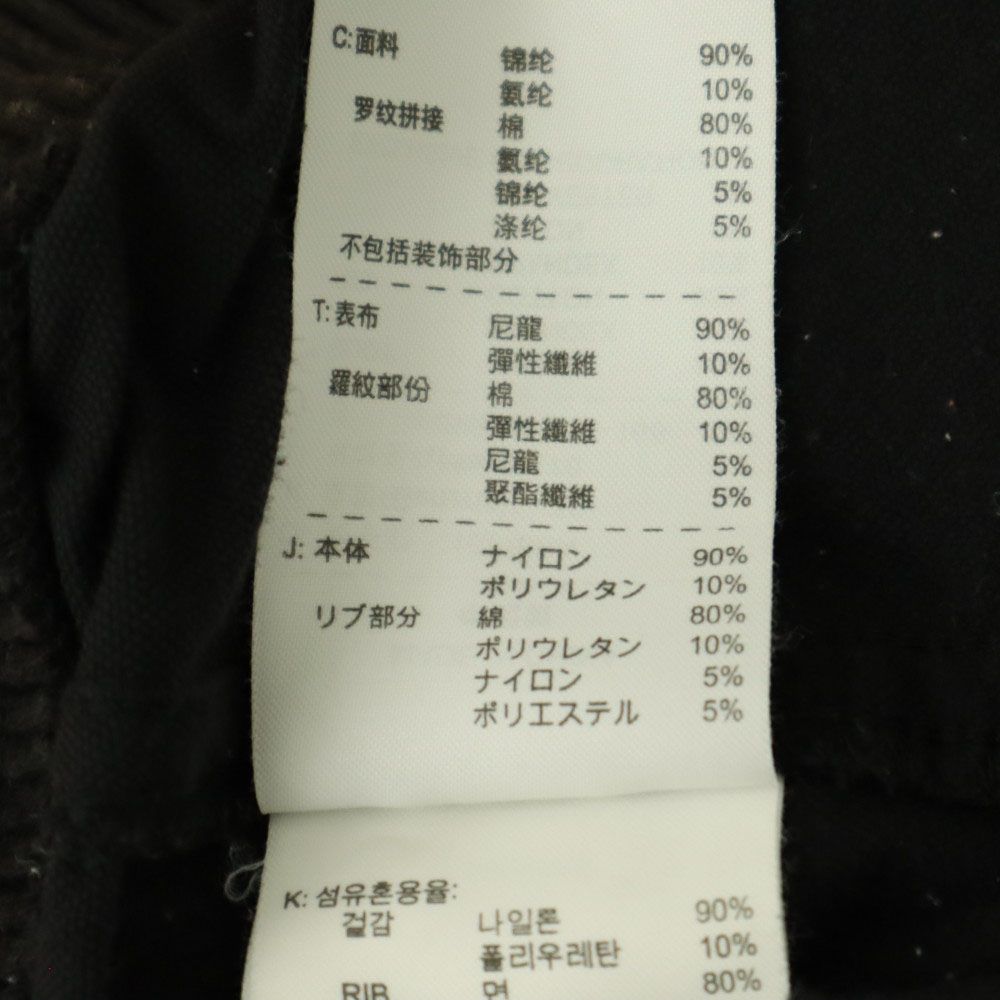 C:面料 锦纶 90%
氨纶 10%
罗纹拼接 棉 80%
氨纶 10%
锦纶 5%
涤纶 5%
不包括装饰部分
T:表布 尼龍 90%
彈性纖維 10%
羅紋部份 棉 80%
彈性纖維 10%
尼龍 5%
聚酯纖維 5%
J: 本体 ナイロン 90%
ポリウレタン 10%
リブ部分 綿 80%
ポリウレタン 10%
ナイロン 5%
ポリエステル 5%
K: 섬유혼용율:
겉감 나일론 90%
폴리우레탄 10%
RIB 면 80%